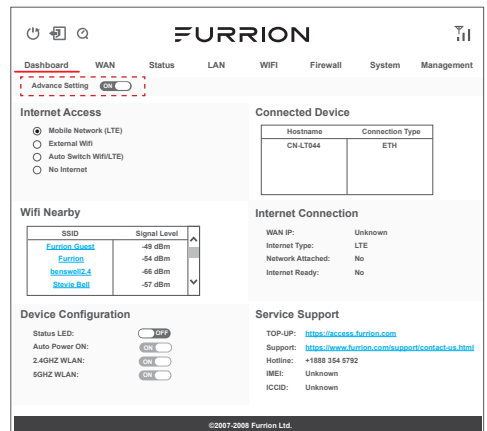 FURRION
Dashboard WAN Status LAN WIFI Firewall System Management
Advance Setting ON
Internet Access
Mobile Network (LTE)
External Wifi
Auto Switch Wifi/LTE)
No Internet
Connected Device
Hostname Connection Type
CN-LT044 ETH
Wifi Nearby
SSID Signal Level
Furrion Guest -49 dBm
Furrion -54 dBm
benswell2.4 -66 dBm
Stevie Bell -57 dBm
Internet Connection
WAN IP: Unknown
Internet Type: LTE
Network Attached: No
Internet Ready: No
Device Configuration
Status LED: OFF
Auto Power ON: ON
2.4GHZ WLAN: ON
5GHZ WLAN: ON
Service Support
TOP-UP: https://access.furrion.com
Support: https://www.furrion.com/support/contact-us.html
Hotline: +1888 354 5792
IMEI: Unknown
ICCID: Unknown
©2007-2008 Furrion Ltd.